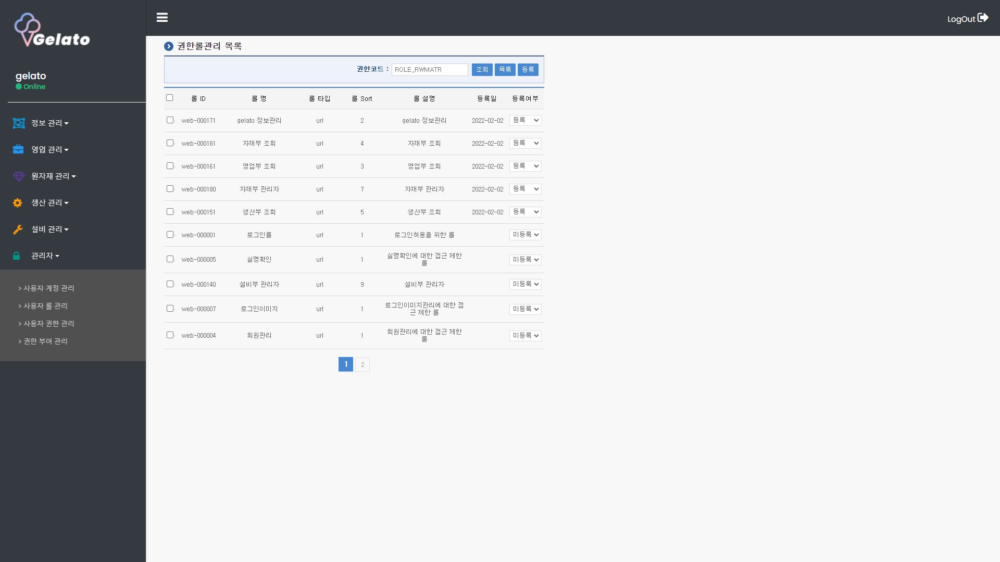 Gelato
LogOut
gelato
Online
정보 관리
영업 관리
원자재 관리
생산 관리
설비 관리
관리자
> 사용자 계정 관리
> 사용자 롤 관리
> 사용자 권한 관리
> 권한 부여 관리
권한롤관리 목록
권한코드 : ROLE_RWMATR 조회 목록 등록
롤 ID 롤 명 롤 타입 롤 Sort 롤 설명 등록일 등록여부
web-000171 gelato 정보관리 url 2 gelato 정보관리 2022-02-02 등록
web-000181 자재부 조회 url 4 자재부 조회 2022-02-02 등록
web-000161 영업부 조회 url 3 영업부 조회 2022-02-02 등록
web-000180 자재부 관리자 url 7 자재부 관리자 2022-02-02 등록
web-000151 생산부 조회 url 5 생산부 조회 2022-02-02 등록
web-000001 로그인롤 url 1 로그인허용을 위한 롤 미등록
web-000005 실명확인 url 1 실명확인에 대한 접근 제한
롤 미등록
web-000140 설비부 관리자 url 9 설비부 관리자 미등록
web-000007 로그인이미지 url 1 로그인이미지관리에 대한 접
근 제한 롤 미등록
web-000004 회원관리 url 1 회원관리에 대한 접근 제한
롤 미등록
1 2